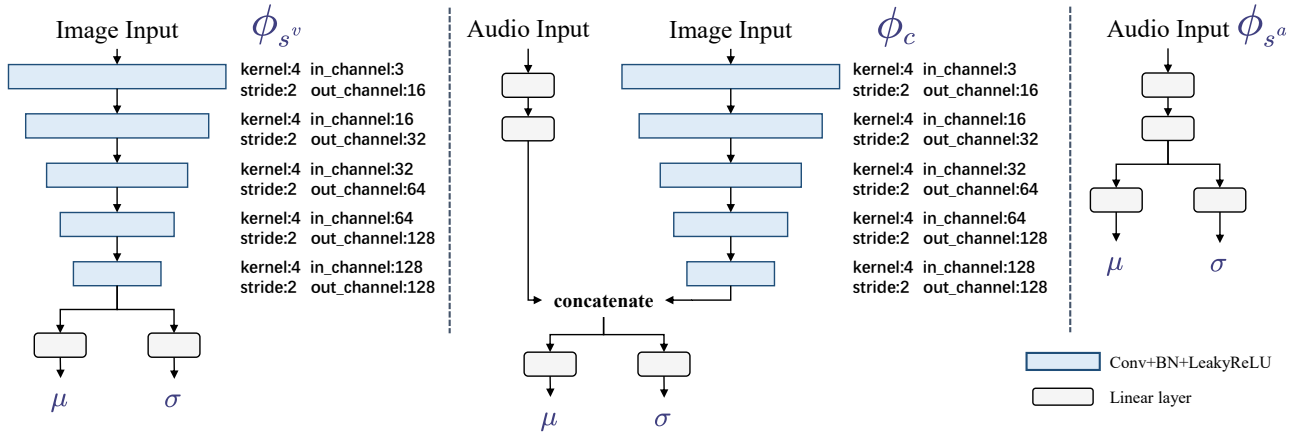 Image Input ϕ_{s^v}
kernel:4 in_channel:3
stride:2 out_channel:16
kernel:4 in_channel:16
stride:2 out_channel:32
kernel:4 in_channel:32
stride:2 out_channel:64
kernel:4 in_channel:64
stride:2 out_channel:128
kernel:4 in_channel:128
stride:2 out_channel:128
μ σ
Audio Input Image Input ϕ_c
kernel:4 in_channel:3
stride:2 out_channel:16
kernel:4 in_channel:16
stride:2 out_channel:32
kernel:4 in_channel:32
stride:2 out_channel:64
kernel:4 in_channel:64
stride:2 out_channel:128
kernel:4 in_channel:128
stride:2 out_channel:128
concatenate
μ σ
Audio Input ϕ_{s^a}
μ σ
Conv+BN+LeakyReLU
Linear layer